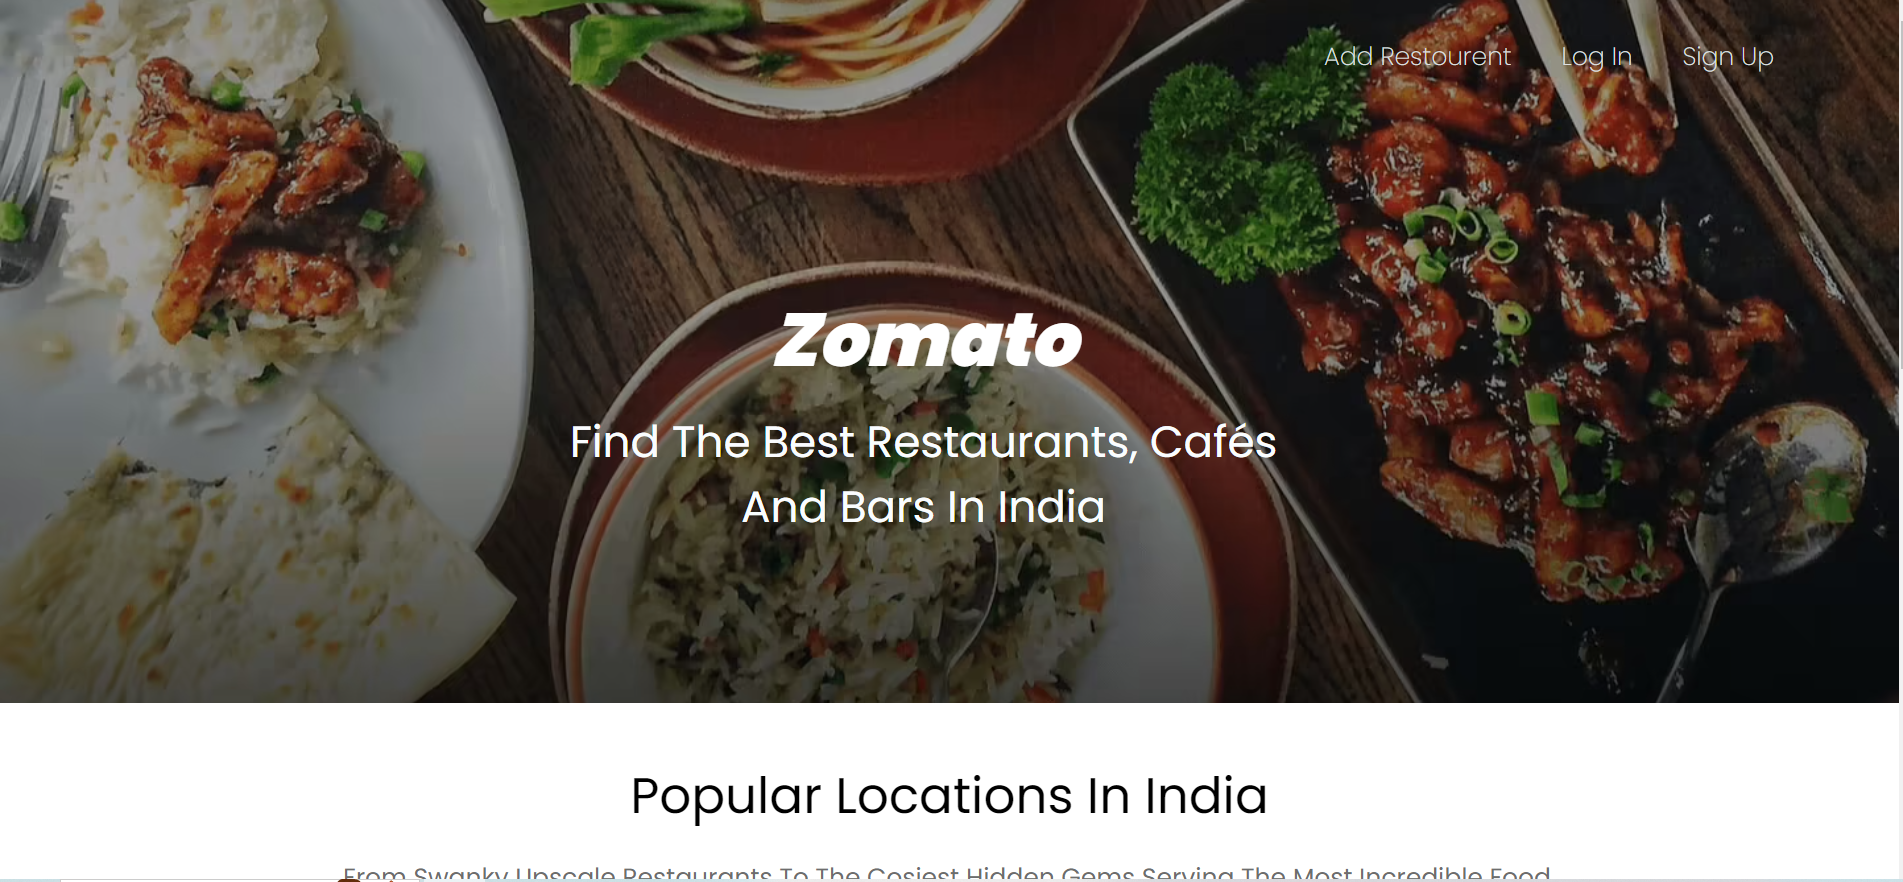 Add Restourent Log In Sign Up
Zomato
Find The Best Restaurants, Cafés
And Bars In India
Popular Locations In India
From Swanky Upscale Restaurants To The Cosiest Hidden Gems Serving The Most Incredible Food